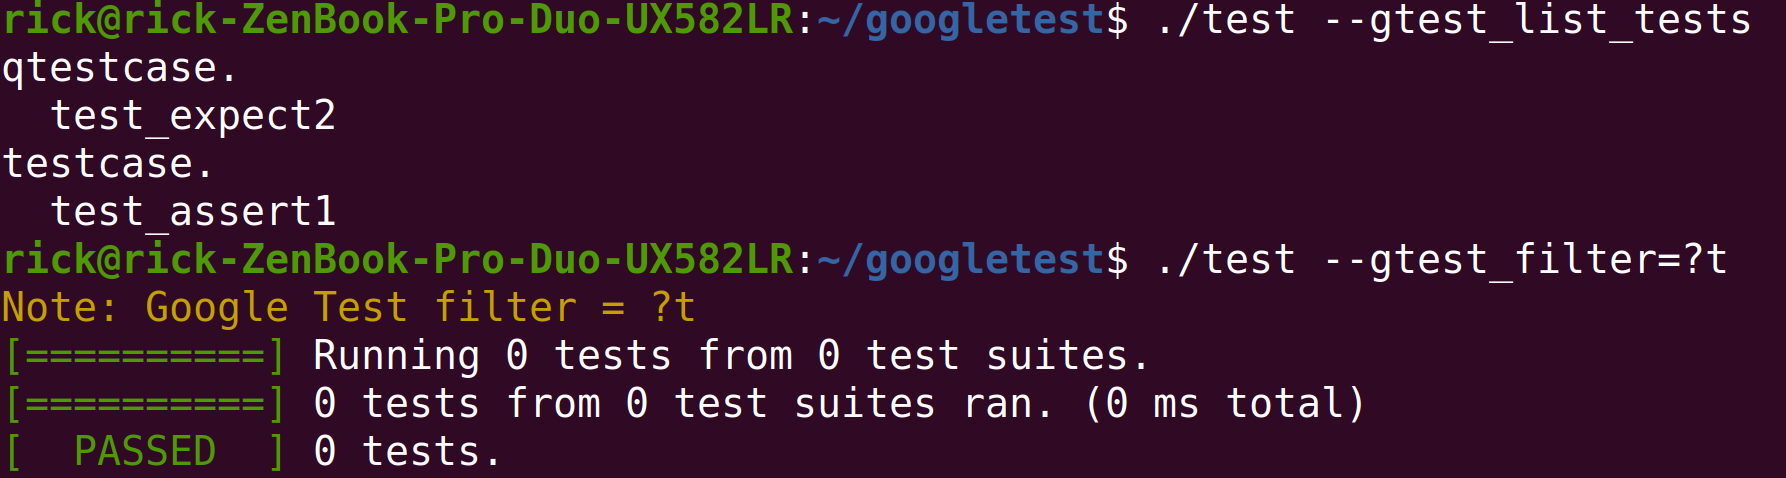 rick@rick-ZenBook-Pro-Duo-UX582LR:~/googletest$ ./test --gtest_list_tests
qtestcase.
  test_expect2
testcase.
  test_assert1
rick@rick-ZenBook-Pro-Duo-UX582LR:~/googletest$ ./test --gtest_filter=?t
Note: Google Test filter = ?t
[==========] Running 0 tests from 0 test suites.
[==========] 0 tests from 0 test suites ran. (0 ms total)
[  PASSED  ] 0 tests.